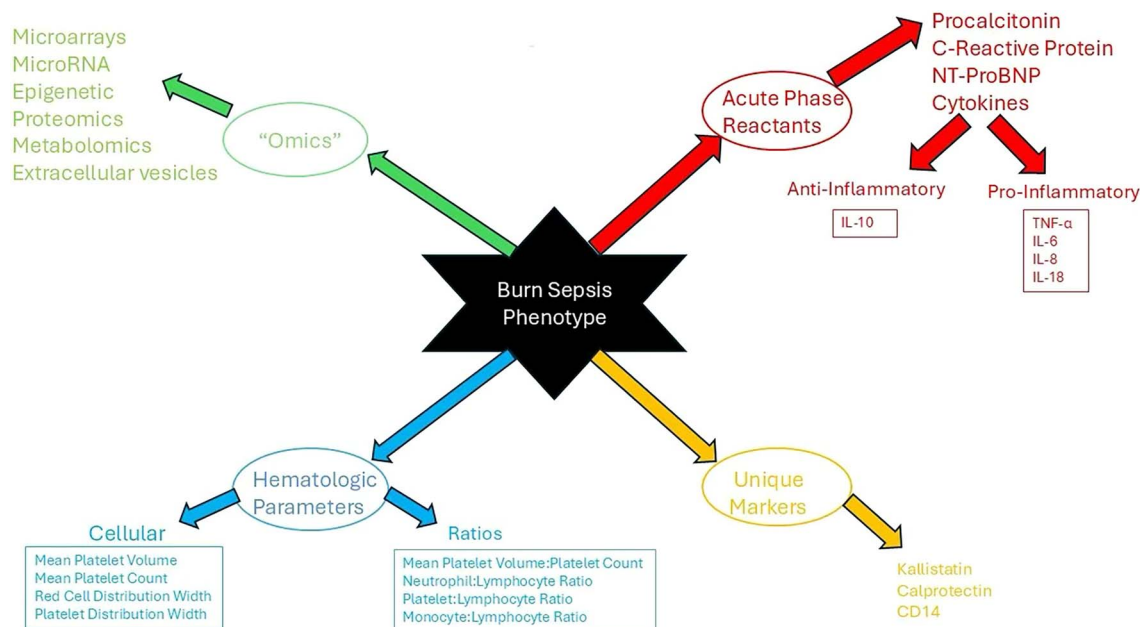 Microarrays
MicroRNA
Epigenetic
Proteomics
Metabolomics
Extracellular vesicles
“Omics”
Acute Phase
Reactants
Procalcitonin
C-Reactive Protein
NT-ProBNP
Cytokines
Anti-Inflammatory
IL-10
Pro-Inflammatory
TNF-α
IL-6
IL-8
IL-18
Burn Sepsis
Phenotype
Hematologic
Parameters
Cellular
Mean Platelet Volume
Mean Platelet Count
Red Cell Distribution Width
Platelet Distribution Width
Ratios
Mean Platelet Volume:Platelet Count
Neutrophil:Lymphocyte Ratio
Platelet:Lymphocyte Ratio
Monocyte:Lymphocyte Ratio
Unique
Markers
Kallistatin
Calprotectin
CD14